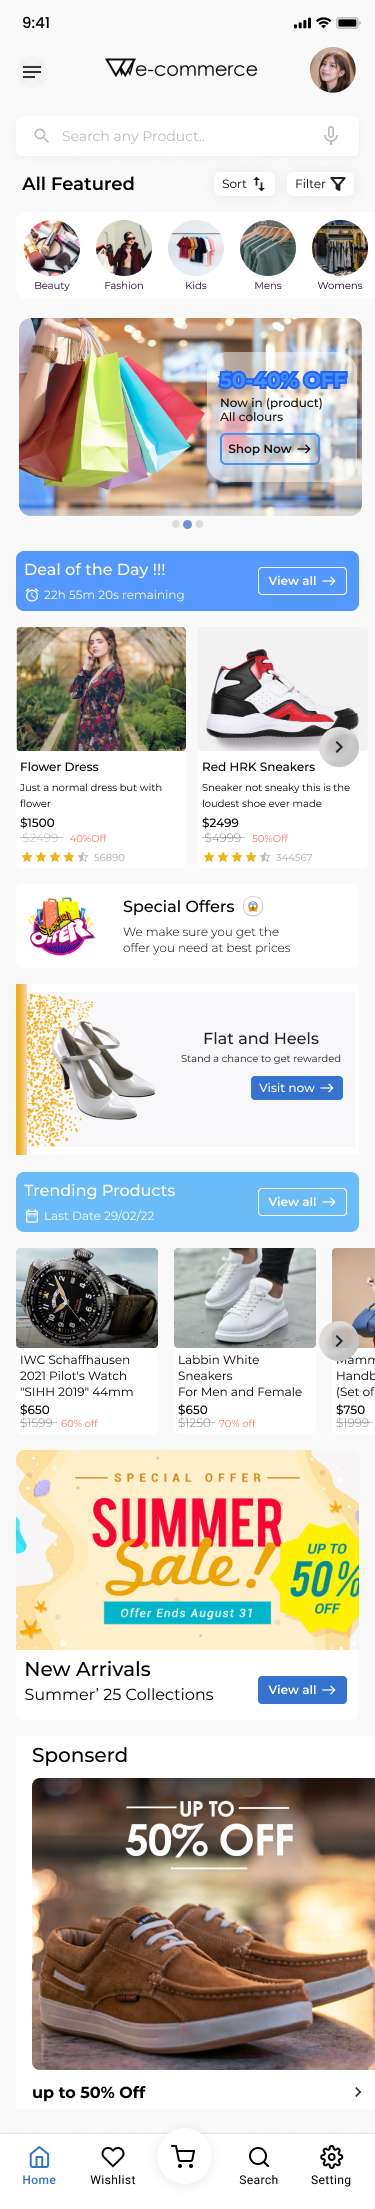 9:41
We-commerce
Search any Product..
All Featured
Sort
Filter
Beauty
Fashion
Kids
Mens
Womens
50-40% OFF
Now in (product)
All colours
Shop Now
Deal of the Day !!!
View all
22h 55m 20s remaining
Flower Dress
Just a normal dress but with
flower
$1500
$2499 40%Off
56890
Red HRK Sneakers
Sneaker not sneaky this is the
loudest shoe ever made
$2499
$4999 50%Off
344567
Special OFFER
Special Offers
We make sure you get the
offer you need at best prices
Flat and Heels
Stand a chance to get rewarded
Visit now
Trending Products
View all
Last Date 29/02/22
IWC Schaffhausen
2021 Pilot's Watch
"SIHH 2019" 44mm
$650
$1599 60% off
Labbin White
Sneakers
For Men and Female
$650
$1250 70% off
Mamm
Handb
(Set of
$750
$1999
SPECIAL OFFER
SUMMER
Sale!
UP TO
50%
OFF
Offer Ends August 31
New Arrivals
Summer’ 25 Collections
View all
Sponserd
UP TO
50% OFF
up to 50% Off
Home
Wishlist
Search
Setting